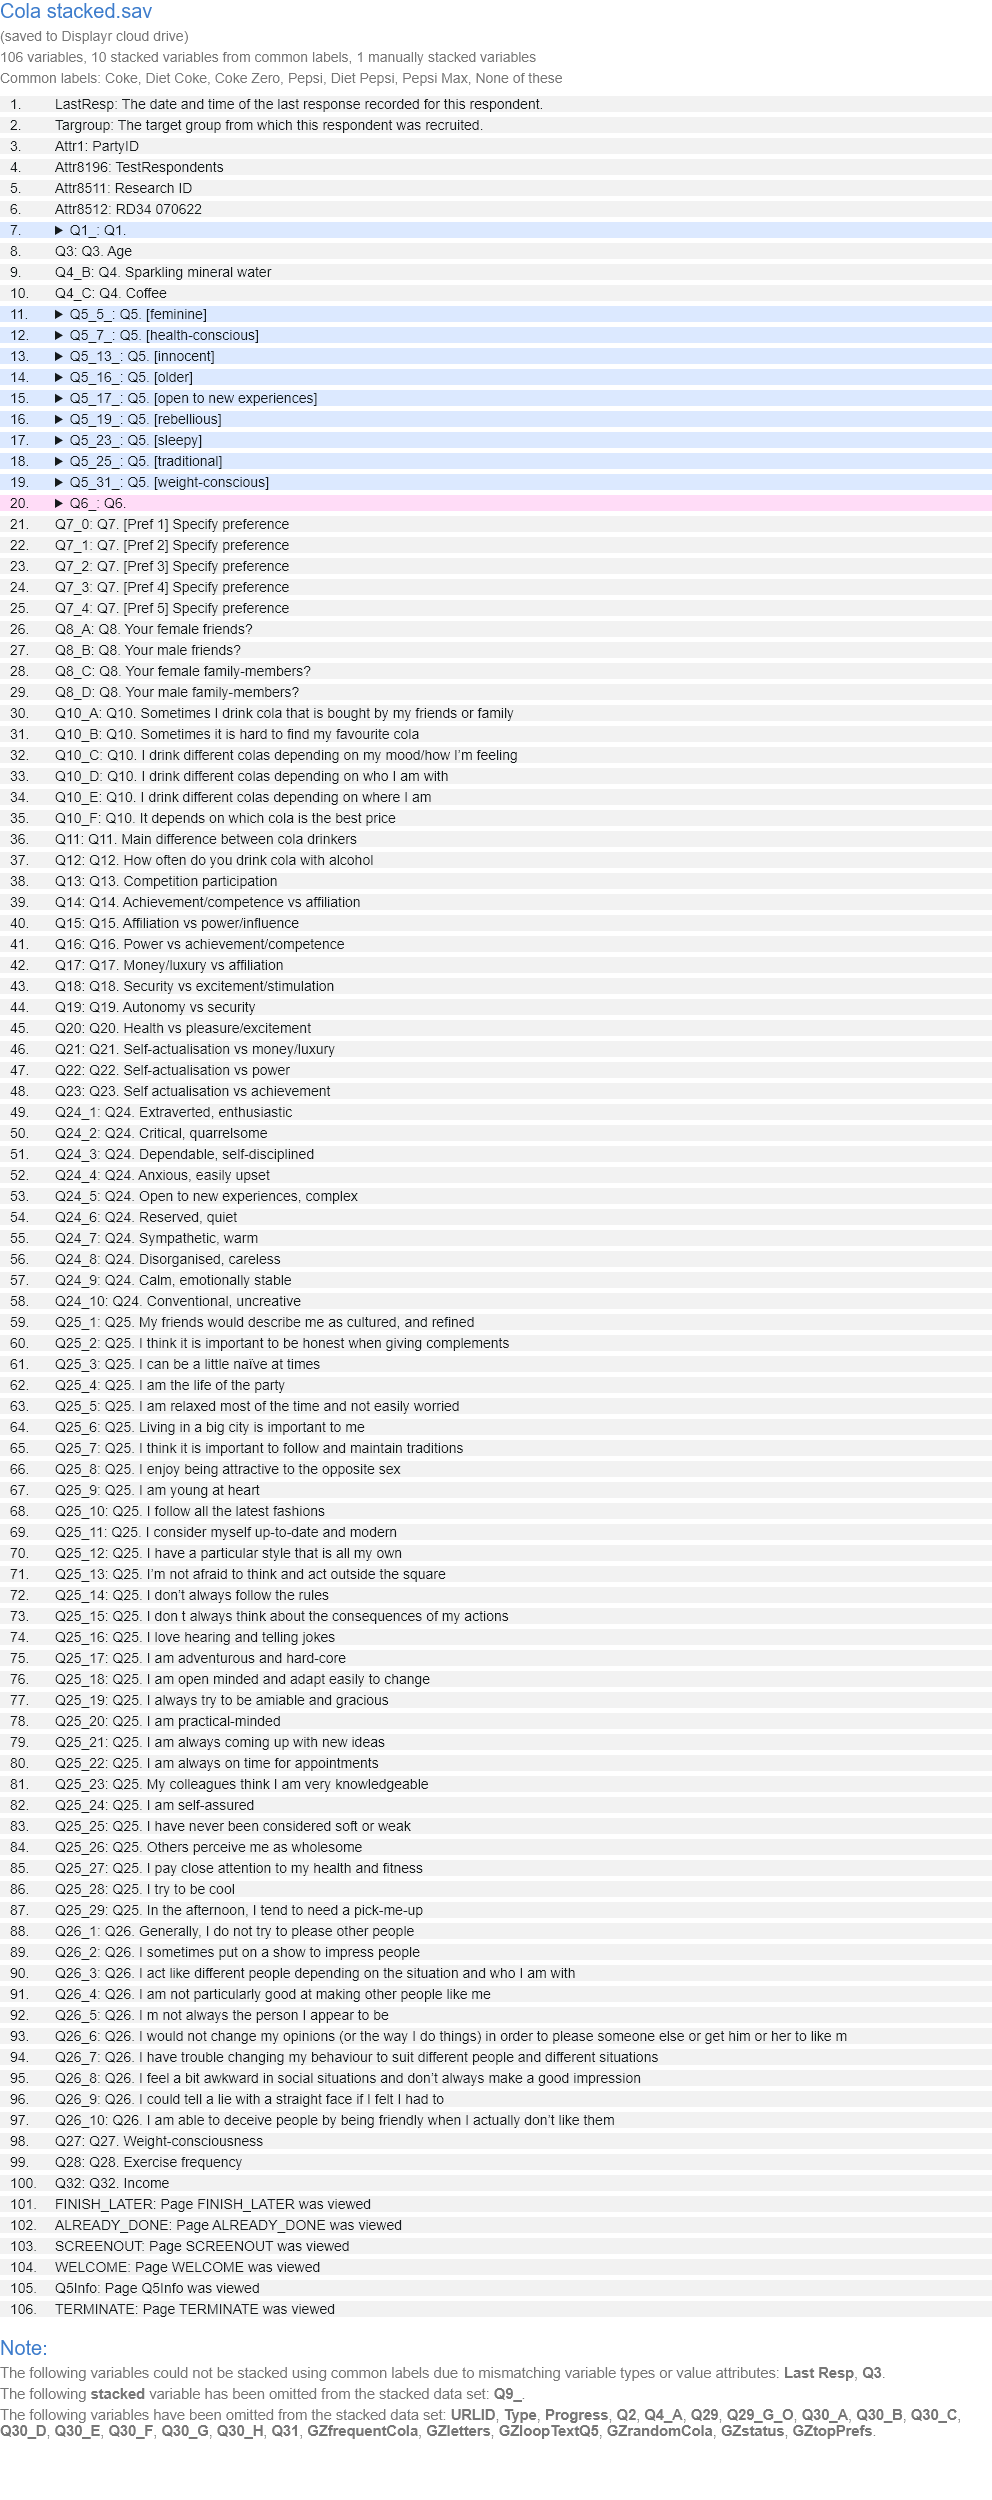 Cola stacked.sav
(saved to Displayr cloud drive)
106 variables, 10 stacked variables from common labels, 1 manually stacked variables
Common labels: Coke, Diet Coke, Coke Zero, Pepsi, Diet Pepsi, Pepsi Max, None of these
1. LastResp: The date and time of the last response recorded for this respondent.
2. Targroup: The target group from which this respondent was recruited.
3. Attr1: PartyID
4. Attr8196: TestRespondents
5. Attr8511: Research ID
6. Attr8512: RD34 070622
7. ▶ Q1_: Q1.
8. Q3: Q3. Age
9. Q4_B: Q4. Sparkling mineral water
10. Q4_C: Q4. Coffee
11. ▶ Q5_5_: Q5. [feminine]
12. ▶ Q5_7_: Q5. [health-conscious]
13. ▶ Q5_13_: Q5. [innocent]
14. ▶ Q5_16_: Q5. [older]
15. ▶ Q5_17_: Q5. [open to new experiences]
16. ▶ Q5_19_: Q5. [rebellious]
17. ▶ Q5_23_: Q5. [sleepy]
18. ▶ Q5_25_: Q5. [traditional]
19. ▶ Q5_31_: Q5. [weight-conscious]
20. ▶ Q6_: Q6.
21. Q7_0: Q7. [Pref 1] Specify preference
22. Q7_1: Q7. [Pref 2] Specify preference
23. Q7_2: Q7. [Pref 3] Specify preference
24. Q7_3: Q7. [Pref 4] Specify preference
25. Q7_4: Q7. [Pref 5] Specify preference
26. Q8_A: Q8. Your female friends?
27. Q8_B: Q8. Your male friends?
28. Q8_C: Q8. Your female family-members?
29. Q8_D: Q8. Your male family-members?
30. Q10_A: Q10. Sometimes I drink cola that is bought by my friends or family
31. Q10_B: Q10. Sometimes it is hard to find my favourite cola
32. Q10_C: Q10. I drink different colas depending on my mood/how I'm feeling
33. Q10_D: Q10. I drink different colas depending on who I am with
34. Q10_E: Q10. I drink different colas depending on where I am
35. Q10_F: Q10. It depends on which cola is the best price
36. Q11: Q11. Main difference between cola drinkers
37. Q12: Q12. How often do you drink cola with alcohol
38. Q13: Q13. Competition participation
39. Q14: Q14. Achievement/competence vs affiliation
40. Q15: Q15. Affiliation vs power/influence
41. Q16: Q16. Power vs achievement/competence
42. Q17: Q17. Money/luxury vs affiliation
43. Q18: Q18. Security vs excitement/stimulation
44. Q19: Q19. Autonomy vs security
45. Q20: Q20. Health vs pleasure/excitement
46. Q21: Q21. Self-actualisation vs money/luxury
47. Q22: Q22. Self-actualisation vs power
48. Q23: Q23. Self actualisation vs achievement
49. Q24_1: Q24. Extraverted, enthusiastic
50. Q24_2: Q24. Critical, quarrelsome
51. Q24_3: Q24. Dependable, self-disciplined
52. Q24_4: Q24. Anxious, easily upset
53. Q24_5: Q24. Open to new experiences, complex
54. Q24_6: Q24. Reserved, quiet
55. Q24_7: Q24. Sympathetic, warm
56. Q24_8: Q24. Disorganised, careless
57. Q24_9: Q24. Calm, emotionally stable
58. Q24_10: Q24. Conventional, uncreative
59. Q25_1: Q25. My friends would describe me as cultured, and refined
60. Q25_2: Q25. I think it is important to be honest when giving complements
61. Q25_3: Q25. I can be a little naïve at times
62. Q25_4: Q25. I am the life of the party
63. Q25_5: Q25. I am relaxed most of the time and not easily worried
64. Q25_6: Q25. Living in a big city is important to me
65. Q25_7: Q25. I think it is important to follow and maintain traditions
66. Q25_8: Q25. I enjoy being attractive to the opposite sex
67. Q25_9: Q25. I am young at heart
68. Q25_10: Q25. I follow all the latest fashions
69. Q25_11: Q25. I consider myself up-to-date and modern
70. Q25_12: Q25. I have a particular style that is all my own
71. Q25_13: Q25. I'm not afraid to think and act outside the square
72. Q25_14: Q25. I don't always follow the rules
73. Q25_15: Q25. I don t always think about the consequences of my actions
74. Q25_16: Q25. I love hearing and telling jokes
75. Q25_17: Q25. I am adventurous and hard-core
76. Q25_18: Q25. I am open minded and adapt easily to change
77. Q25_19: Q25. I always try to be amiable and gracious
78. Q25_20: Q25. I am practical-minded
79. Q25_21: Q25. I am always coming up with new ideas
80. Q25_22: Q25. I am always on time for appointments
81. Q25_23: Q25. My colleagues think I am very knowledgeable
82. Q25_24: Q25. I am self-assured
83. Q25_25: Q25. I have never been considered soft or weak
84. Q25_26: Q25. Others perceive me as wholesome
85. Q25_27: Q25. I pay close attention to my health and fitness
86. Q25_28: Q25. I try to be cool
87. Q25_29: Q25. In the afternoon, I tend to need a pick-me-up
88. Q26_1: Q26. Generally, I do not try to please other people
89. Q26_2: Q26. I sometimes put on a show to impress people
90. Q26_3: Q26. I act like different people depending on the situation and who I am with
91. Q26_4: Q26. I am not particularly good at making other people like me
92. Q26_5: Q26. I m not always the person I appear to be
93. Q26_6: Q26. I would not change my opinions (or the way I do things) in order to please someone else or get him or her to like m
94. Q26_7: Q26. I have trouble changing my behaviour to suit different people and different situations
95. Q26_8: Q26. I feel a bit awkward in social situations and don't always make a good impression
96. Q26_9: Q26. I could tell a lie with a straight face if I felt I had to
97. Q26_10: Q26. I am able to deceive people by being friendly when I actually don't like them
98. Q27: Q27. Weight-consciousness
99. Q28: Q28. Exercise frequency
100. Q32: Q32. Income
101. FINISH_LATER: Page FINISH_LATER was viewed
102. ALREADY_DONE: Page ALREADY_DONE was viewed
103. SCREENOUT: Page SCREENOUT was viewed
104. WELCOME: Page WELCOME was viewed
105. Q5Info: Page Q5Info was viewed
106. TERMINATE: Page TERMINATE was viewed
Note:
The following variables could not be stacked using common labels due to mismatching variable types or value attributes: Last Resp, Q3.
The following stacked variable has been omitted from the stacked data set: Q9_.
The following variables have been omitted from the stacked data set: URLID, Type, Progress, Q2, Q4_A, Q29, Q29_G_O, Q30_A, Q30_B, Q30_C,
Q30_D, Q30_E, Q30_F, Q30_G, Q30_H, Q31, GZfrequentCola, GZletters, GZloopTextQ5, GZrandomCola, GZstatus, GZtopPrefs.